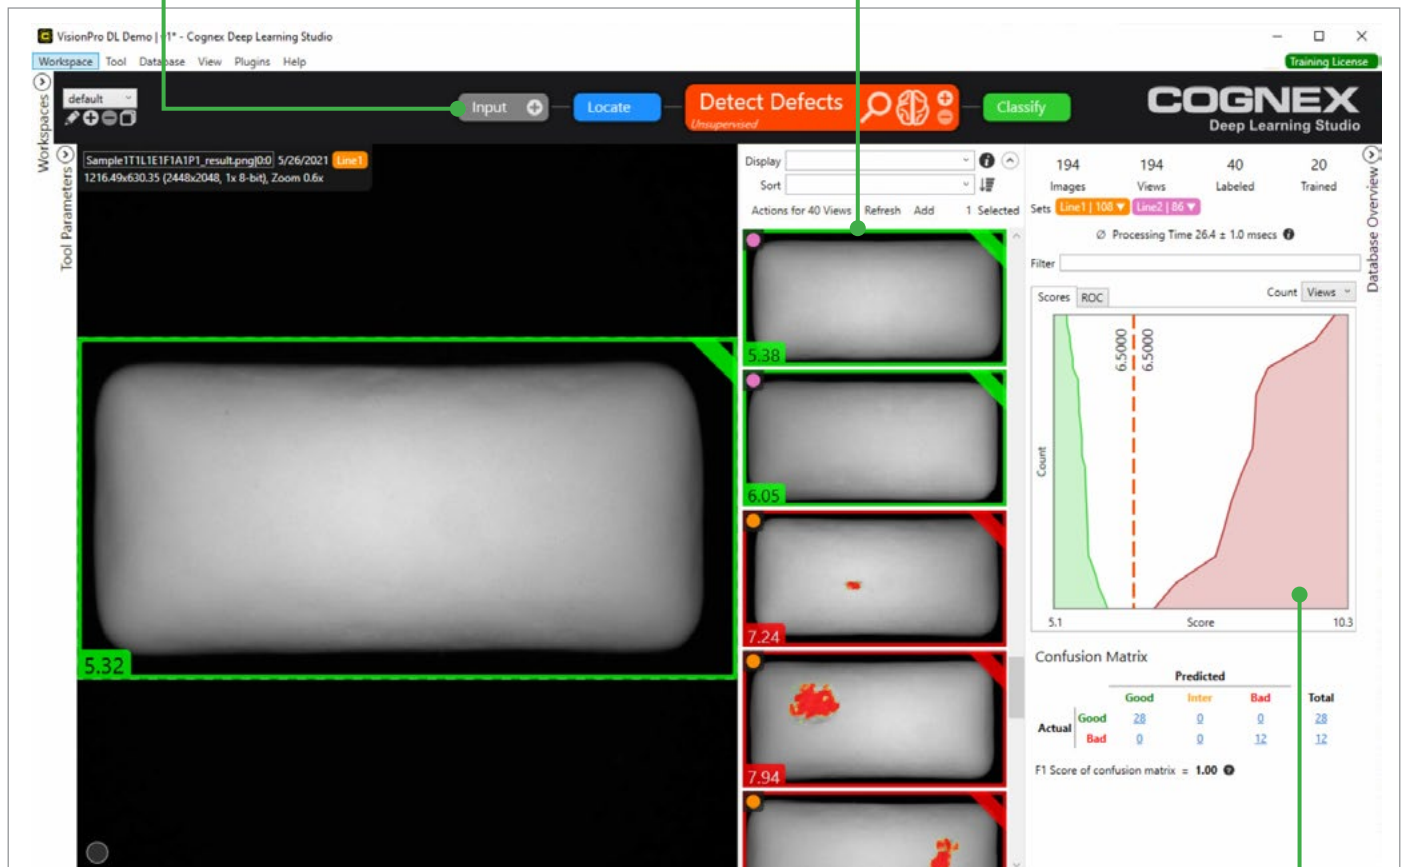 VisionPro DL Demo | v1* - Cognex Deep Learning Studio
Workspace Tool Database View Plugins Help
Training License
Workspaces
default
Input
Locate
Detect Defects
Unsupervised
Classify
COGNEX
Deep Learning Studio
Tool Parameters
Sample1T1L1E1F1A1P1_result.png|0:0 5/26/2021 Line1
1216.49x630.35 (2448x2048, 1x 8-bit), Zoom 0.6x
5.32
Display
Sort
Actions for 40 Views Refresh Add 1 Selected
5.38
6.05
7.24
7.94
194 194 40 20
Images Views Labeled Trained
Sets Line1 | 108 Line2 | 86
Ø Processing Time 26.4 ± 1.0 msecs
Filter
Database Overview
Scores ROC Count Views
6.5000
6.5000
Count
5.1 Score 10.3
Confusion Matrix
Predicted
Good Inter Bad Total
Actual Good 28 0 0 28
Bad 0 0 12 12
F1 Score of confusion matrix = 1.00